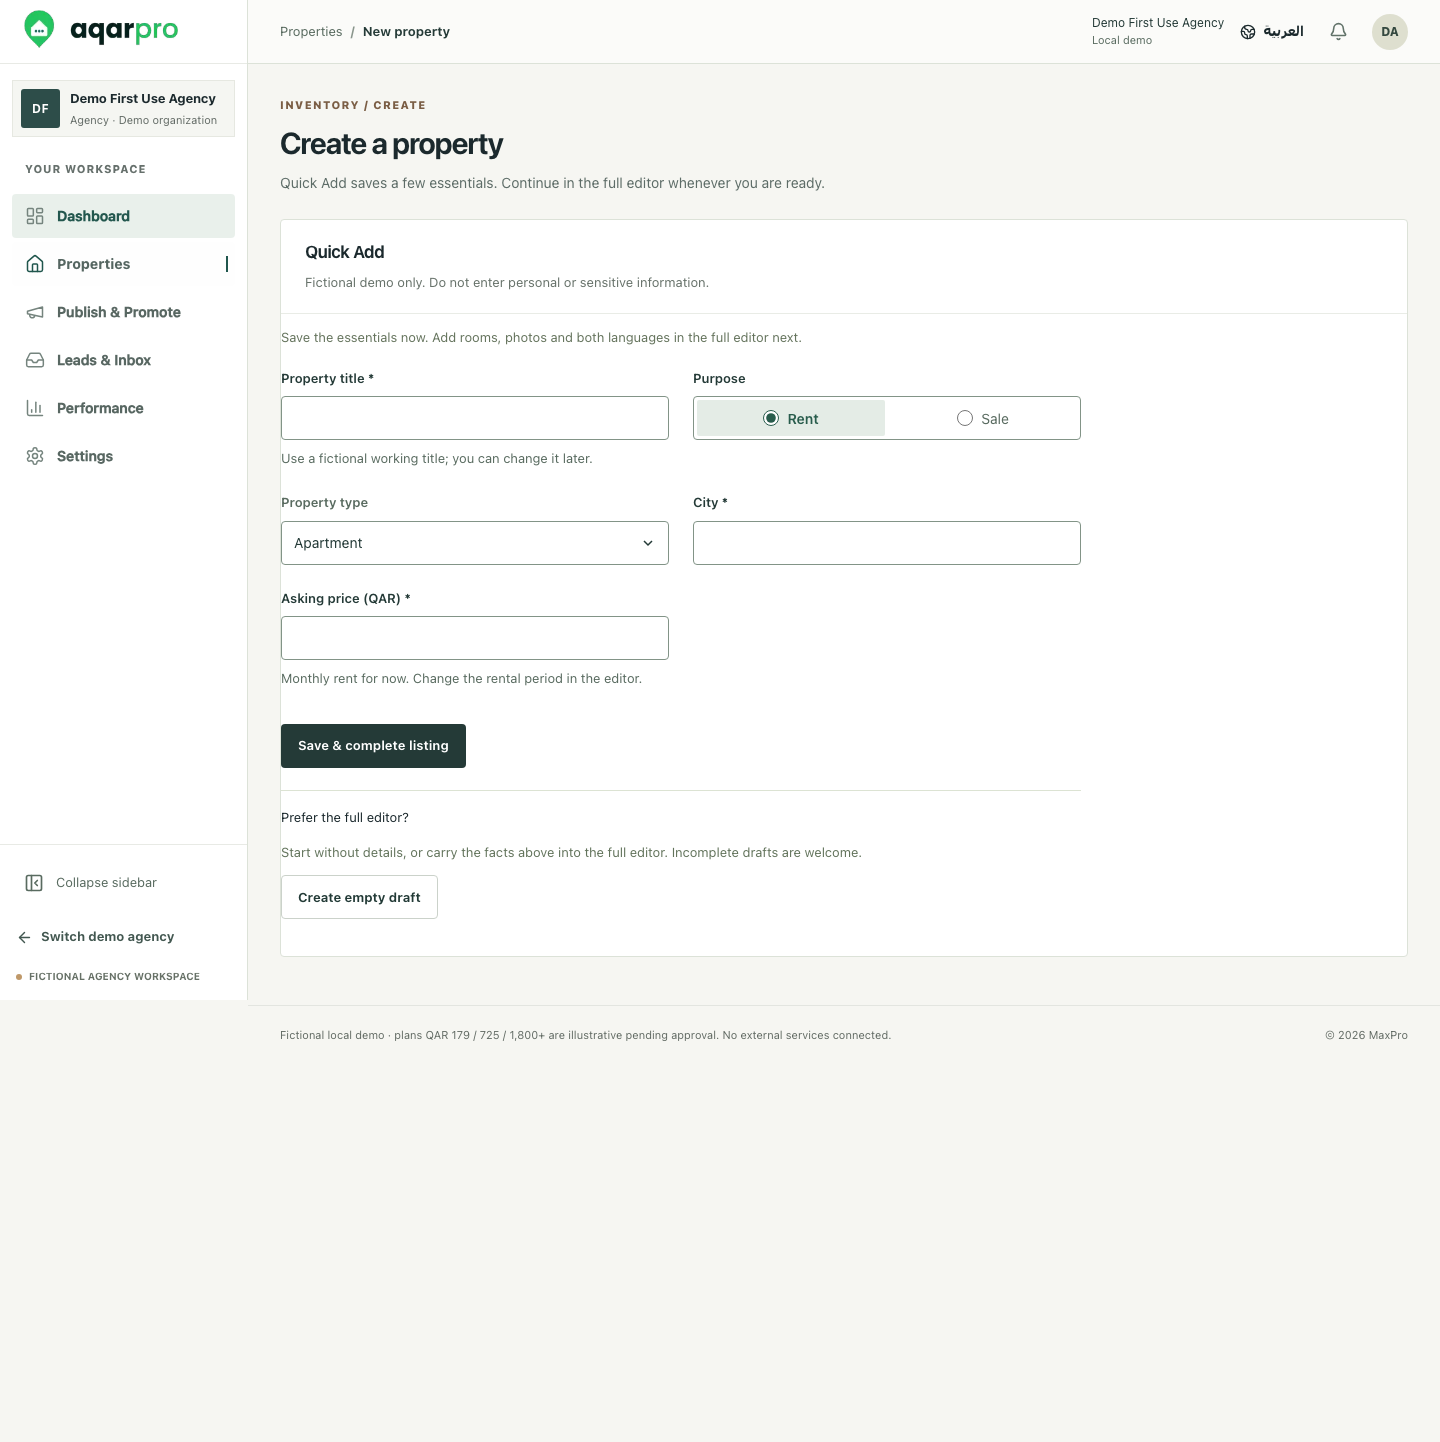 aqarpro
Properties / New property
Demo First Use Agency
Local demo
العربية
DA
DF
Demo First Use Agency
Agency · Demo organization
YOUR WORKSPACE
Dashboard
Properties
Publish & Promote
Leads & Inbox
Performance
Settings
Collapse sidebar
Switch demo agency
FICTIONAL AGENCY WORKSPACE
INVENTORY / CREATE
Create a property
Quick Add saves a few essentials. Continue in the full editor whenever you are ready.
Quick Add
Fictional demo only. Do not enter personal or sensitive information.
Save the essentials now. Add rooms, photos and both languages in the full editor next.
Property title *
Use a fictional working title; you can change it later.
Purpose
Rent
Sale
Property type
Apartment
City *
Asking price (QAR) *
Monthly rent for now. Change the rental period in the editor.
Save & complete listing
Prefer the full editor?
Start without details, or carry the facts above into the full editor. Incomplete drafts are welcome.
Create empty draft
Fictional local demo · plans QAR 179 / 725 / 1,800+ are illustrative pending approval. No external services connected.
© 2026 MaxPro